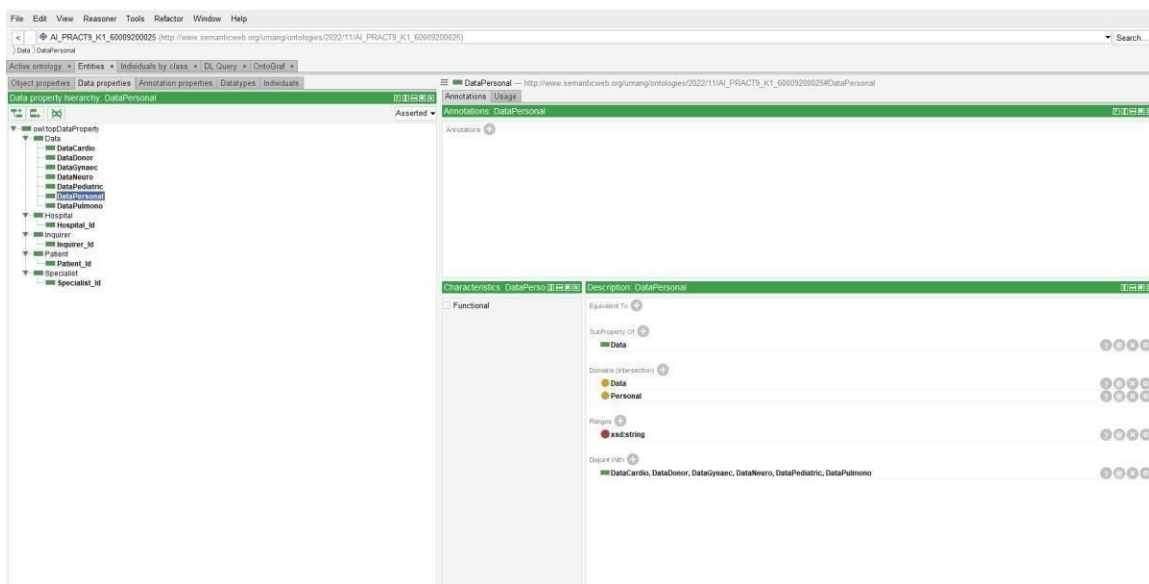 File Edit View Reasoner Tools Refactor Window Help
< AI_PRACT9_K1_60009200025 (http://www.semanticweb.org/umang/ontologies/2022/11/AI_PRACT9_K1_60009200025) Search...
Data DataPersonal
Active ontology × Entities × Individuals by class × DL Query × OntoGraf ×
Object properties Data properties Annotation properties Datatypes Individuals
Data property hierarchy: DataPersonal
Asserted
owl:topDataProperty
Data
DataCardio
DataDonor
DataGynaec
DataNeuro
DataPediatric
DataPersonal
DataPulmono
Hospital
Hospital_Id
Inquirer
Inquirer_Id
Patient
Patient_Id
Specialist
Specialist_Id
DataPersonal — http://www.semanticweb.org/umang/ontologies/2022/11/AI_PRACT9_K1_60009200025#DataPersonal
Annotations Usage
Annotations: DataPersonal
Annotations
Characteristics: DataPerso
Functional
Description: DataPersonal
Equivalent To
SubProperty Of
Data
Domains (intersection)
Data
Personal
Ranges
xsd:string
Disjoint With
DataCardio, DataDonor, DataGynaec, DataNeuro, DataPediatric, DataPulmono